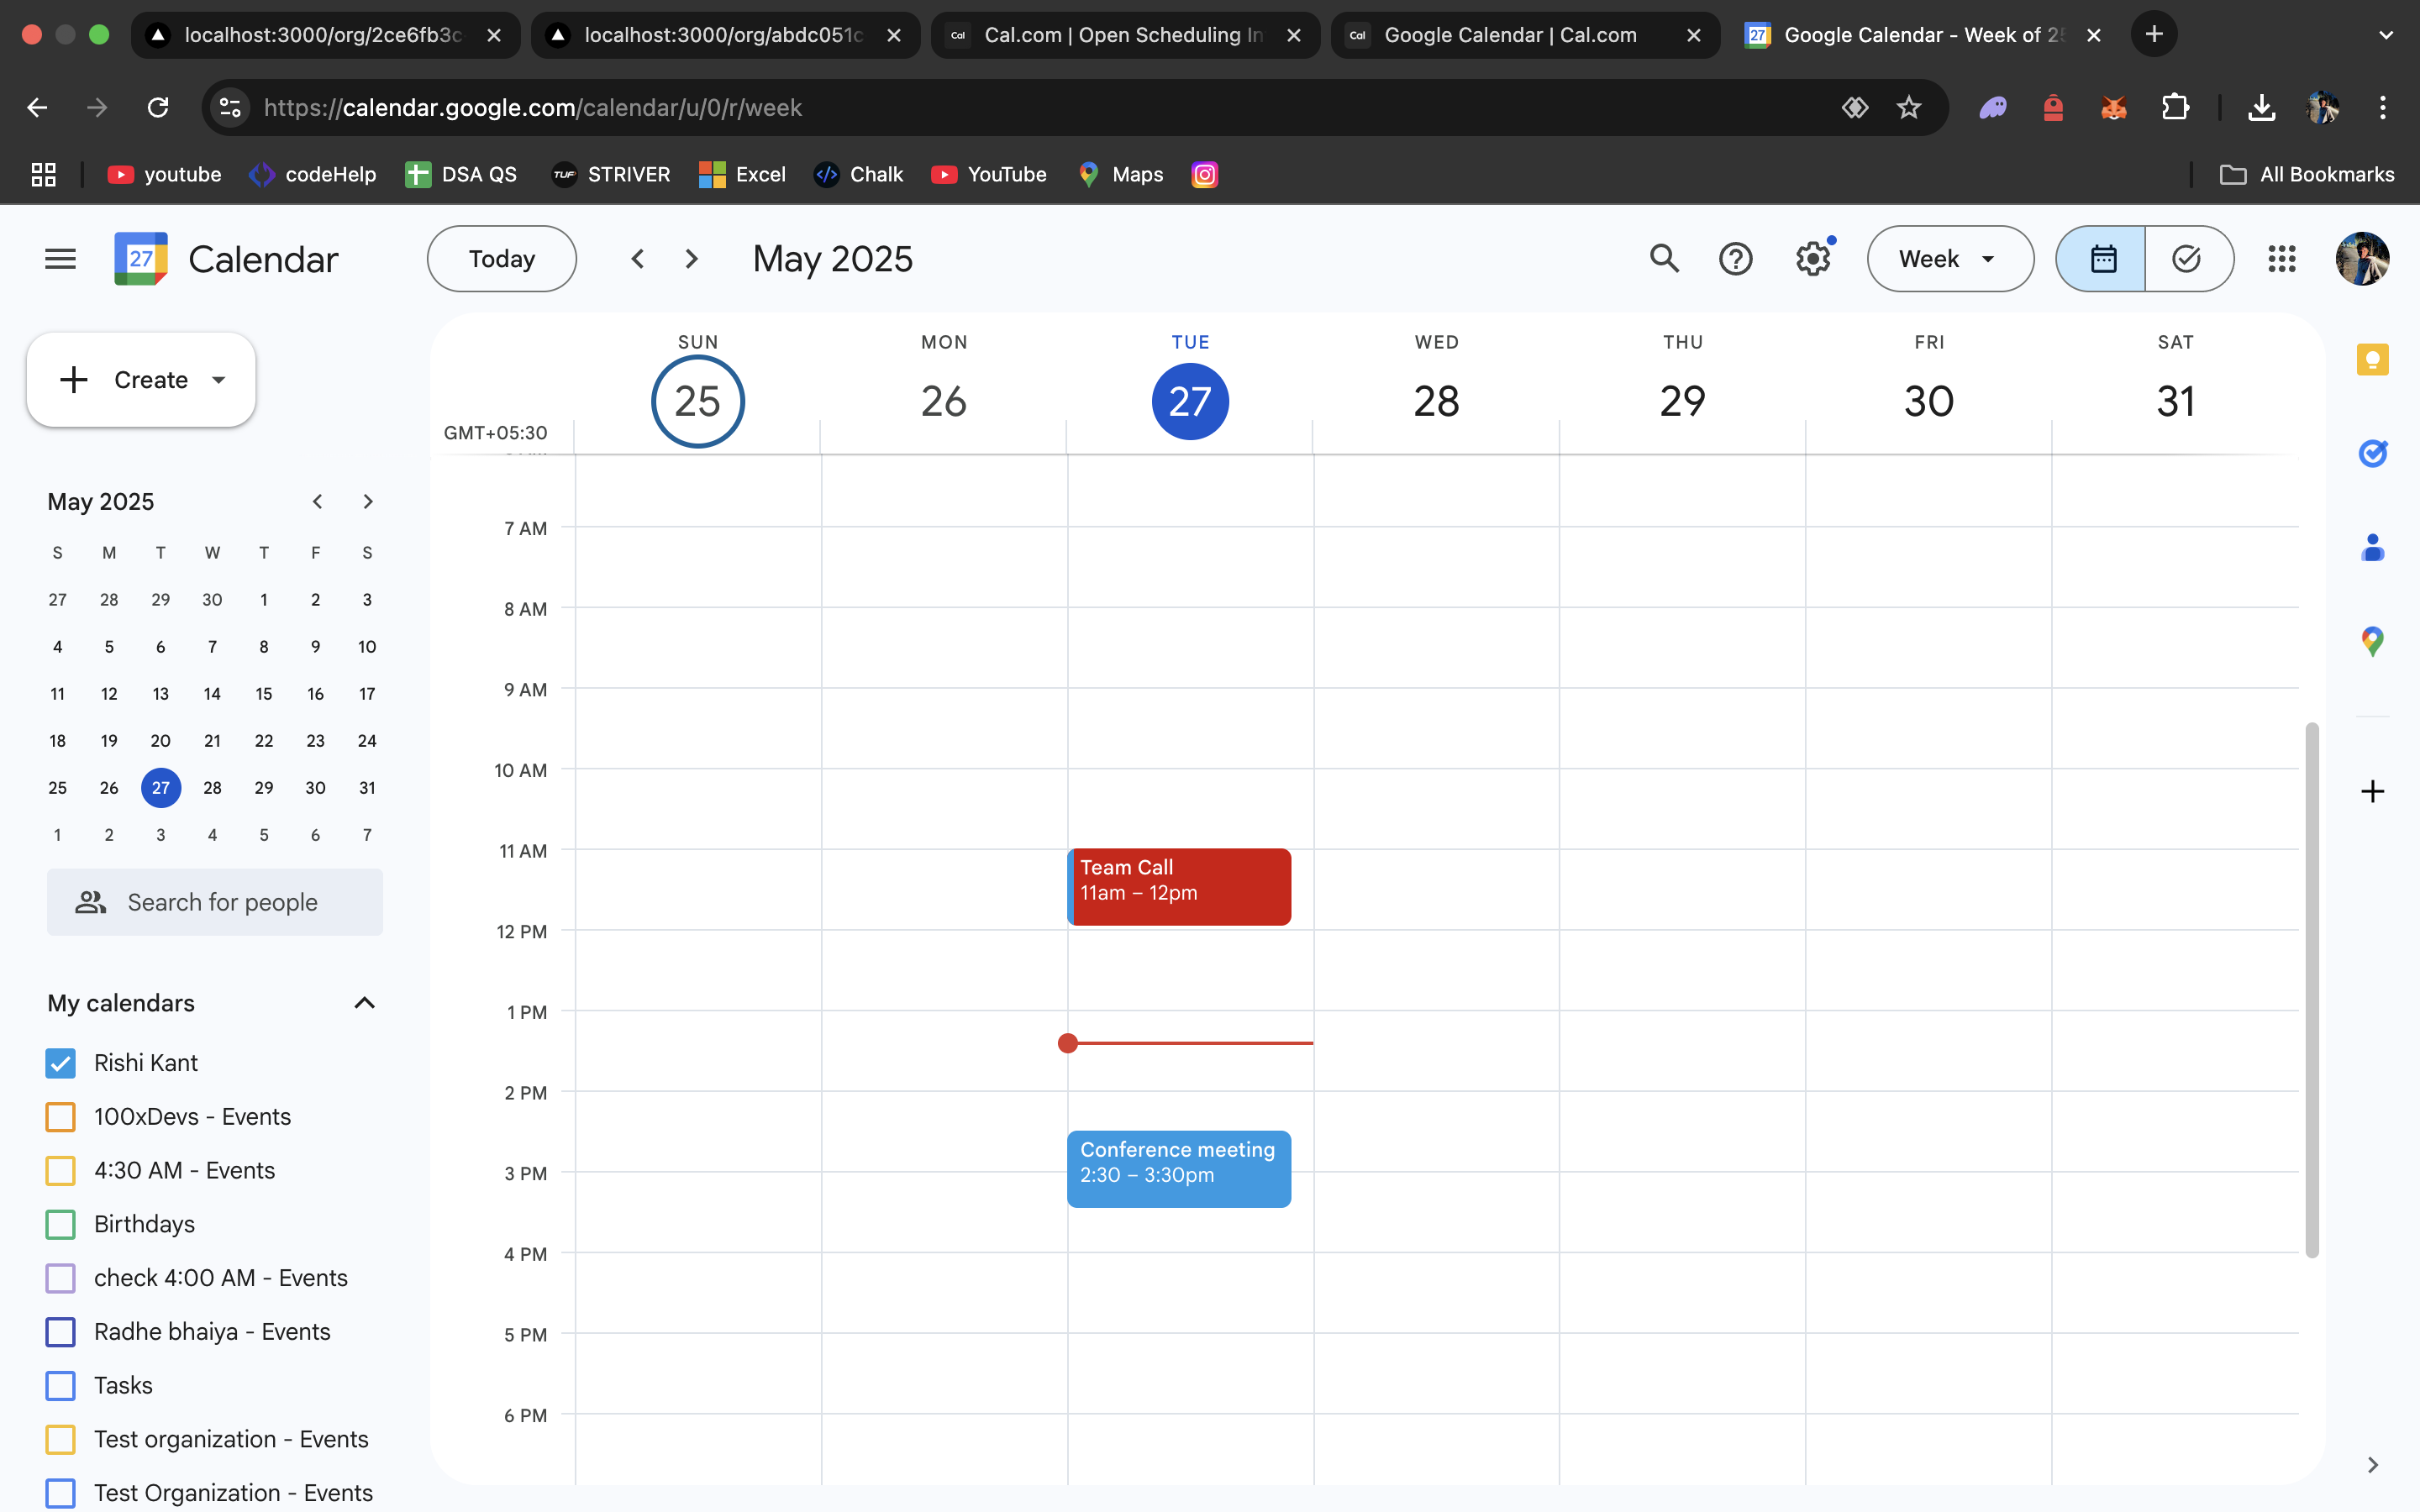 localhost:3000/org/2ce6fb3c
localhost:3000/org/abdc051c
Cal
Cal.com | Open Scheduling In
Cal
Google Calendar | Cal.com
27
Google Calendar - Week of 25
https://calendar.google.com/calendar/u/0/r/week
youtube
codeHelp
DSA QS
TUF
STRIVER
Excel
Chalk
YouTube
Maps
All Bookmarks
27
Calendar
Today
May 2025
Week
Create
SUN MON TUE WED THU FRI SAT
25 26 27 28 29 30 31
GMT+05:30
May 2025
S M T W T F S
27 28 29 30 1 2 3
4 5 6 7 8 9 10
11 12 13 14 15 16 17
18 19 20 21 22 23 24
25 26 27 28 29 30 31
1 2 3 4 5 6 7
Search for people
My calendars
Rishi Kant
100xDevs - Events
4:30 AM - Events
Birthdays
check 4:00 AM - Events
Radhe bhaiya - Events
Tasks
Test organization - Events
Test Organization - Events
7 AM
8 AM
9 AM
10 AM
11 AM
Team Call
11am – 12pm
12 PM
1 PM
2 PM
Conference meeting
2:30 – 3:30pm
3 PM
4 PM
5 PM
6 PM